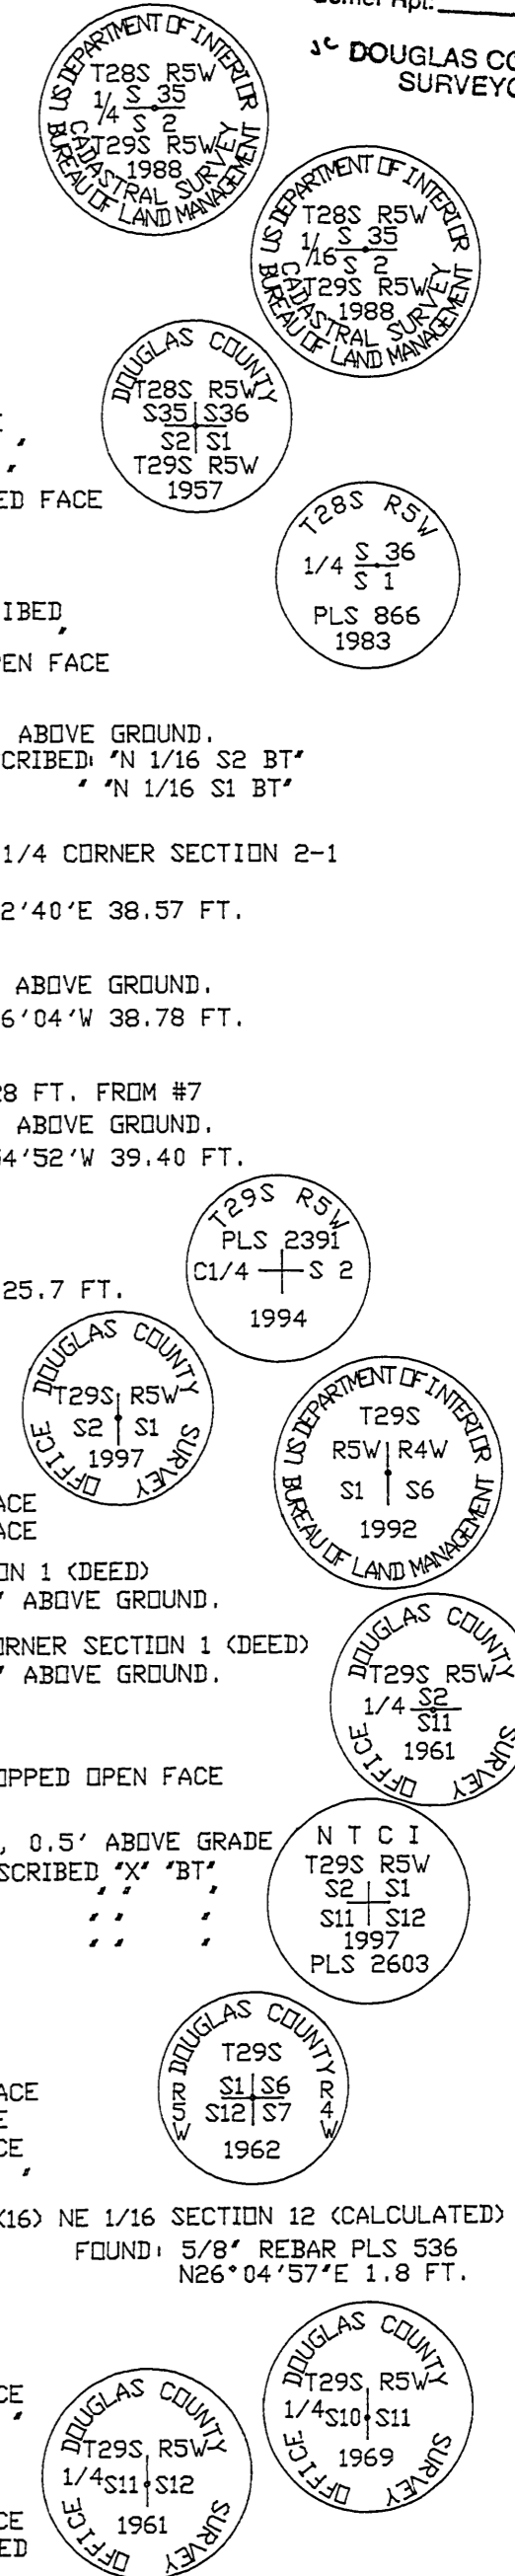 Corner Rpt.
DOUGLAS CO
SURVEYO
US DEPARTMENT OF INTERIOR
T28S R5W
1/4 S 35
S 2
T29S R5W
1988
CADASTRAL SURVEY
BUREAU OF LAND MANAGEMENT
US DEPARTMENT OF INTERIOR
T28S R5W
1/16 S 35
S 2
T29S R5W
1988
CADASTRAL SURVEY
BUREAU OF LAND MANAGEMENT
DOUGLAS COUNTY
T28S R5W
S35 S36
S2 S1
T29S R5W
1957
ED FACE
T28S R5W
1/4 S 36
S 1
PLS 866
1983
IBED
PEN FACE
ABOVE GROUND.
CRIBED: "N 1/16 S2 BT"
" "N 1/16 S1 BT"
1/4 CORNER SECTION 2-1
2'40"E 38.57 FT.
ABOVE GROUND.
6'04"W 38.78 FT.
28 FT. FROM #7
ABOVE GROUND.
54'52"W 39.40 FT.
T29S R5W
PLS 2391
C1/4 S 2
1994
25.7 FT.
DOUGLAS COUNTY
T29S R5W
S2 S1
1997
SURVEY OFFICE
US DEPARTMENT OF INTERIOR
T29S
R5W R4W
S1 S6
1992
BUREAU OF LAND MANAGEMENT
ACE
ACE
ON 1 (DEED)
' ABOVE GROUND.
ORNER SECTION 1 (DEED)
' ABOVE GROUND.
DOUGLAS COUNTY
T29S R5W
1/4 S2
S11
1961
SURVEY OFFICE
OPPED OPEN FACE
, 0.5' ABOVE GRADE
SCRIBED "X" "BT"
N T C I
T29S R5W
S2 S1
S11 S12
1997
PLS 2603
DOUGLAS COUNTY
T29S
R5W S1 S6 R4W
S12 S7
1962
ACE
E
CE
(16) NE 1/16 SECTION 12 (CALCULATED)
FOUND: 5/8" REBAR PLS 536
N26°04'57"E 1.8 FT.
DOUGLAS COUNTY
T29S R5W
1/4 S10 S11
1969
SURVEY OFFICE
CE
DOUGLAS COUNTY
T29S R5W
1/4 S11 S12
1961
SURVEY OFFICE
CE
ED